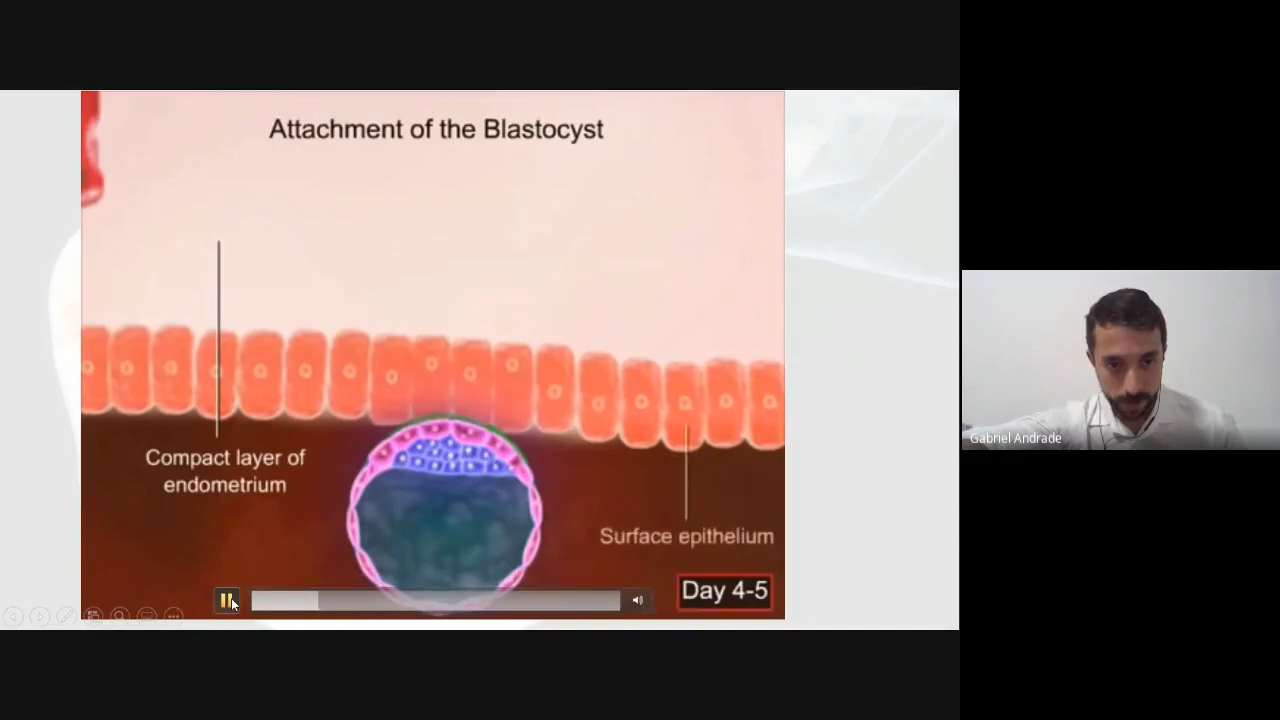 Attachment of the Blastocyst
Compact layer of
endometrium
Surface epithelium
Day 4-5
Gabriel Andrade